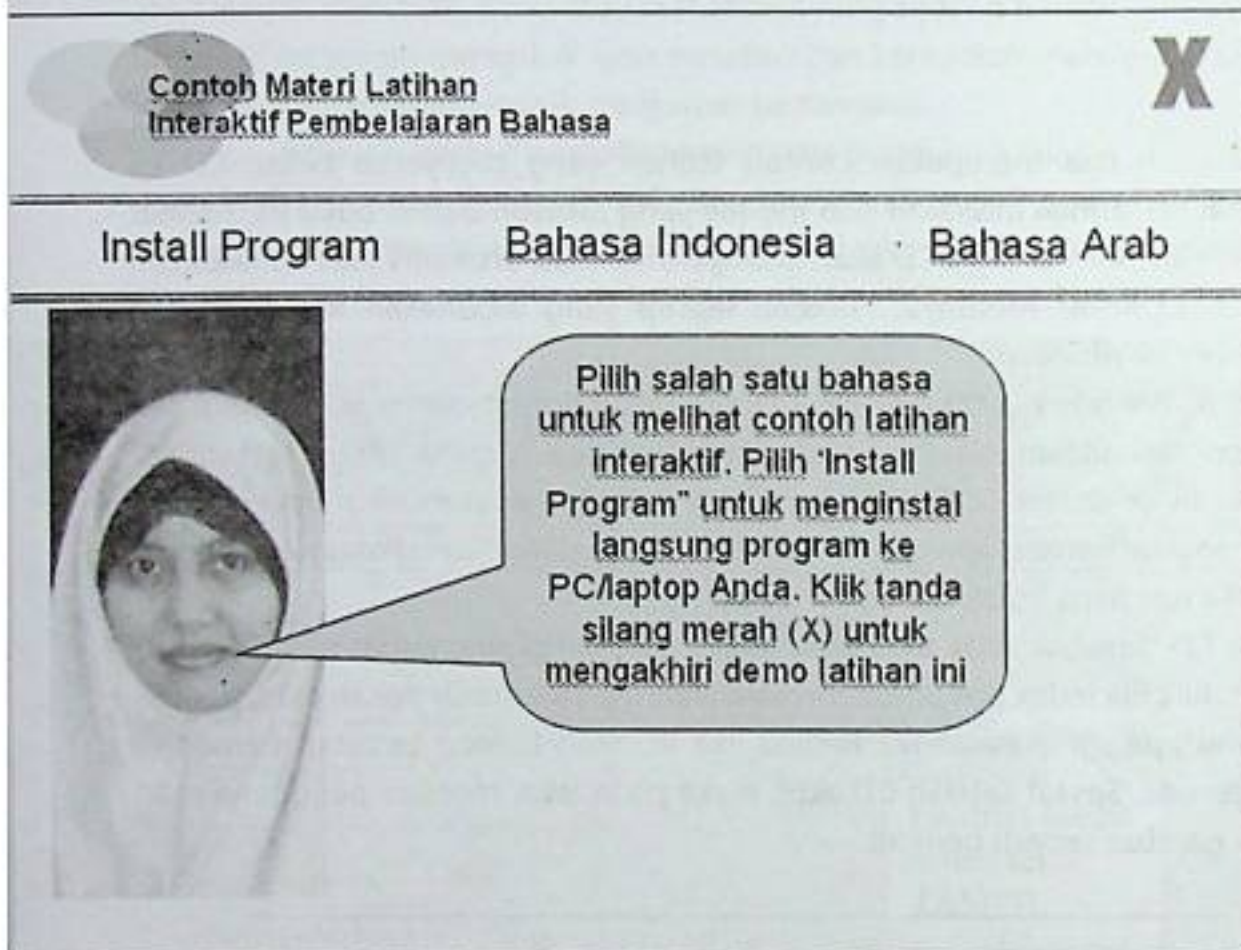 Contoh Materi Latihan
Interaktif Pembelajaran Bahasa
X
Install Program Bahasa Indonesia Bahasa Arab
Pilih salah satu bahasa
untuk melihat contoh latihan
interaktif. Pilih ‘Install
Program” untuk menginstal
langsung program ke
PC/laptop Anda. Klik tanda
silang merah (X) untuk
mengakhiri demo latihan ini